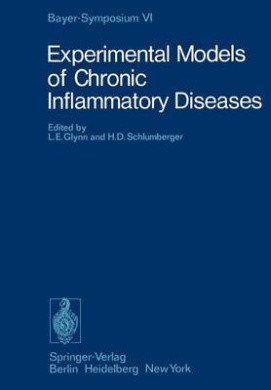 Bayer-Symposium VI
Experimental Models
of Chronic
Inflammatory Diseases
Edited by
L.E. Glynn and H.D. Schlumberger
Springer-Verlag
Berlin Heidelberg New York